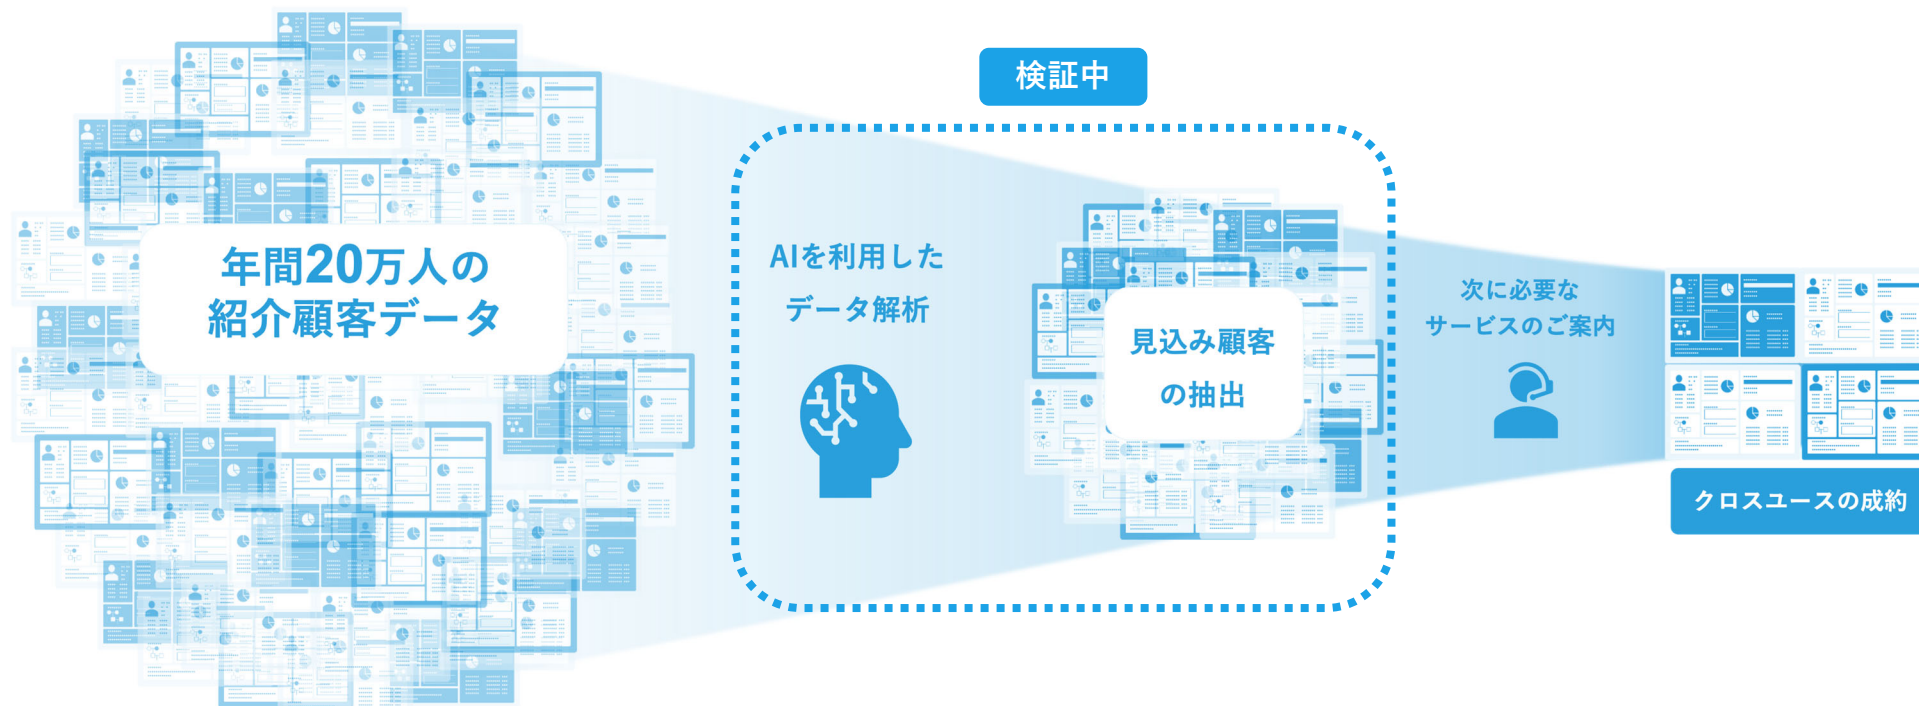 検証中
年間20万人の
紹介顧客データ
AIを利用した
データ解析
見込み顧客
の抽出
次に必要な
サービスのご案内
クロスユースの成約